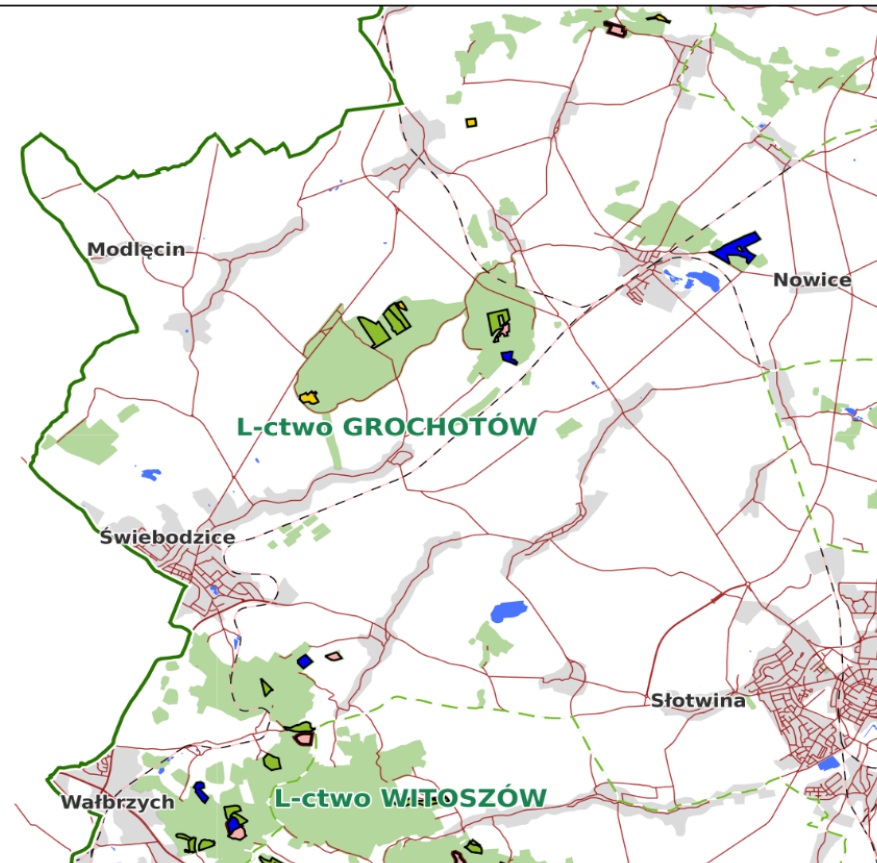 Modlęcin
Nowice
L-ctwo GROCHOTÓW
Świebodzice
Słotwina
L-ctwo WITOSZÓW
Wałbrzych